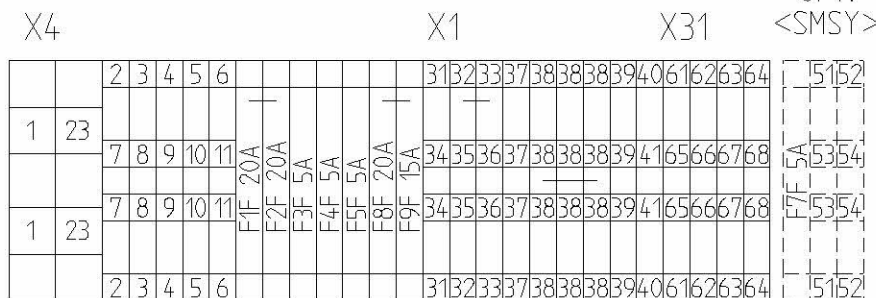 X4 X1 X31 <SMSY>
2 3 4 5 6 31 32 33 37 38 38 38 39 40 61 62 63 64 51 52
1 23
7 8 9 10 11 34 35 36 37 38 38 38 39 41 65 66 67 68 53 54
F1F 20A
F2F 20A
F3F 5A
F4F 5A
F5F 5A
F8F 20A
F9F 15A
F7F 5A
7 8 9 10 11 34 35 36 37 38 38 38 39 41 65 66 67 68 53 54
1 23
2 3 4 5 6 31 32 33 37 38 38 38 39 40 61 62 63 64 51 52